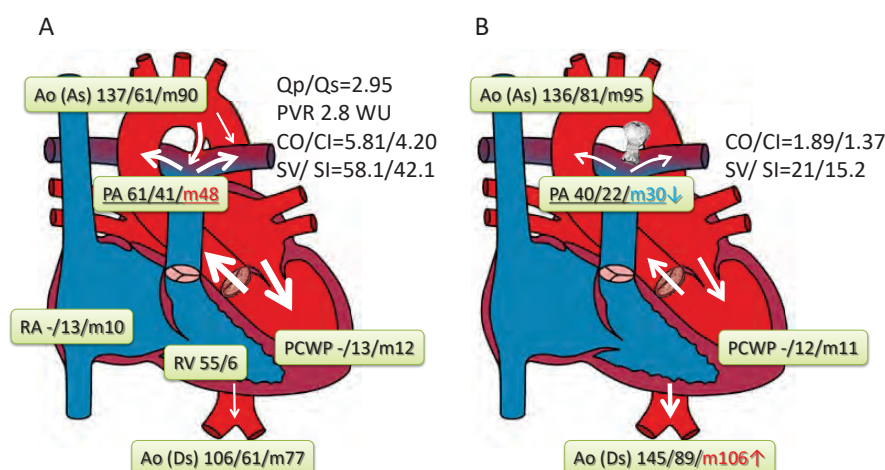 A
Ao (As) 137/61/m90
Qp/Qs=2.95
PVR 2.8 WU
CO/CI=5.81/4.20
SV/ SI=58.1/42.1
PA 61/41/m48
RA -/13/m10
RV 55/6
PCWP -/13/m12
Ao (Ds) 106/61/m77
B
Ao (As) 136/81/m95
CO/CI=1.89/1.37
SV/ SI=21/15.2
PA 40/22/m30↓
PCWP -/12/m11
Ao (Ds) 145/89/m106↑